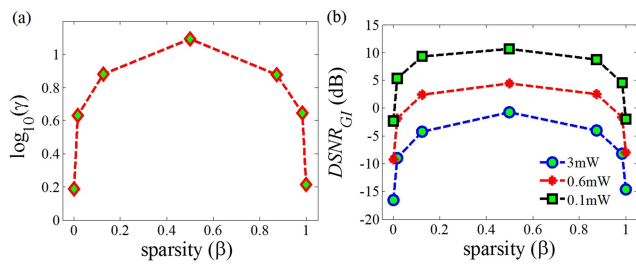 (a)
log10(γ)
1
0.8
0.6
0.4
0.2
0
0 0.2 0.4 0.6 0.8 1
sparsity (β)
(b)
DSNR_GI (dB)
15
10
5
0
-5
-10
-15
-20
3mW
0.6mW
0.1mW
0 0.2 0.4 0.6 0.8 1
sparsity (β)